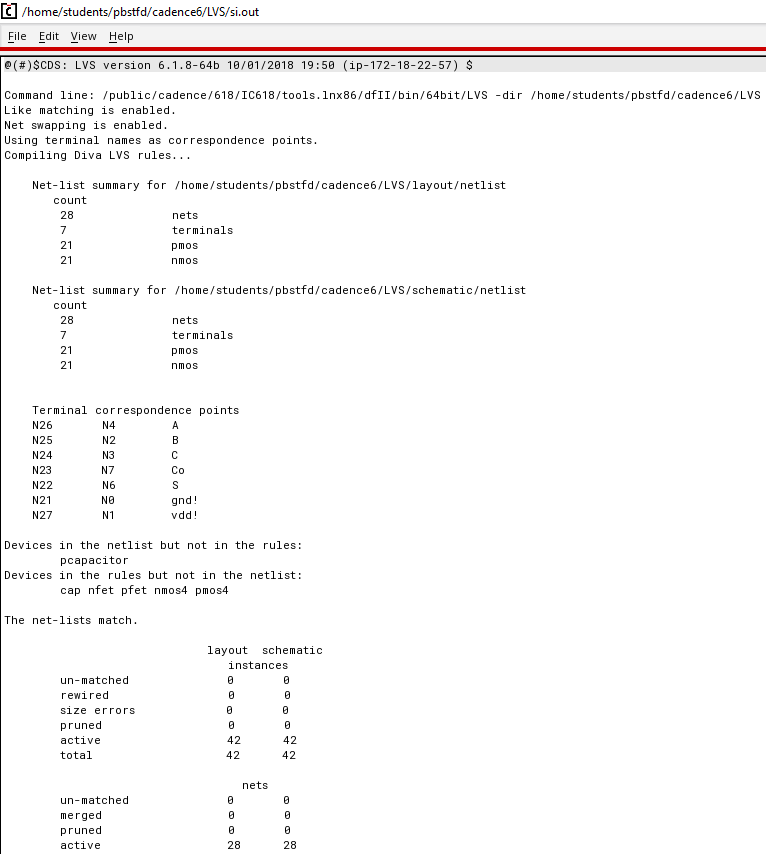 /home/students/pbstfd/cadence6/LVS/si.out
File Edit View Help
@(#)$CDS: LVS version 6.1.8-64b 10/01/2018 19:50 (ip-172-18-22-57) $
Command line: /public/cadence/618/IC618/tools.lnx86/dfII/bin/64bit/LVS -dir /home/students/pbstfd/cadence6/LVS
Like matching is enabled.
Net swapping is enabled.
Using terminal names as correspondence points.
Compiling Diva LVS rules...
Net-list summary for /home/students/pbstfd/cadence6/LVS/layout/netlist
count
28 nets
7 terminals
21 pmos
21 nmos
Net-list summary for /home/students/pbstfd/cadence6/LVS/schematic/netlist
count
28 nets
7 terminals
21 pmos
21 nmos
Terminal correspondence points
N26 N4 A
N25 N2 B
N24 N3 C
N23 N7 Co
N22 N6 S
N21 N0 gnd!
N27 N1 vdd!
Devices in the netlist but not in the rules:
pcapacitor
Devices in the rules but not in the netlist:
cap nfet pfet nmos4 pmos4
The net-lists match.
layout schematic
instances
un-matched 0 0
rewired 0 0
size errors 0 0
pruned 0 0
active 42 42
total 42 42
nets
un-matched 0 0
merged 0 0
pruned 0 0
active 28 28